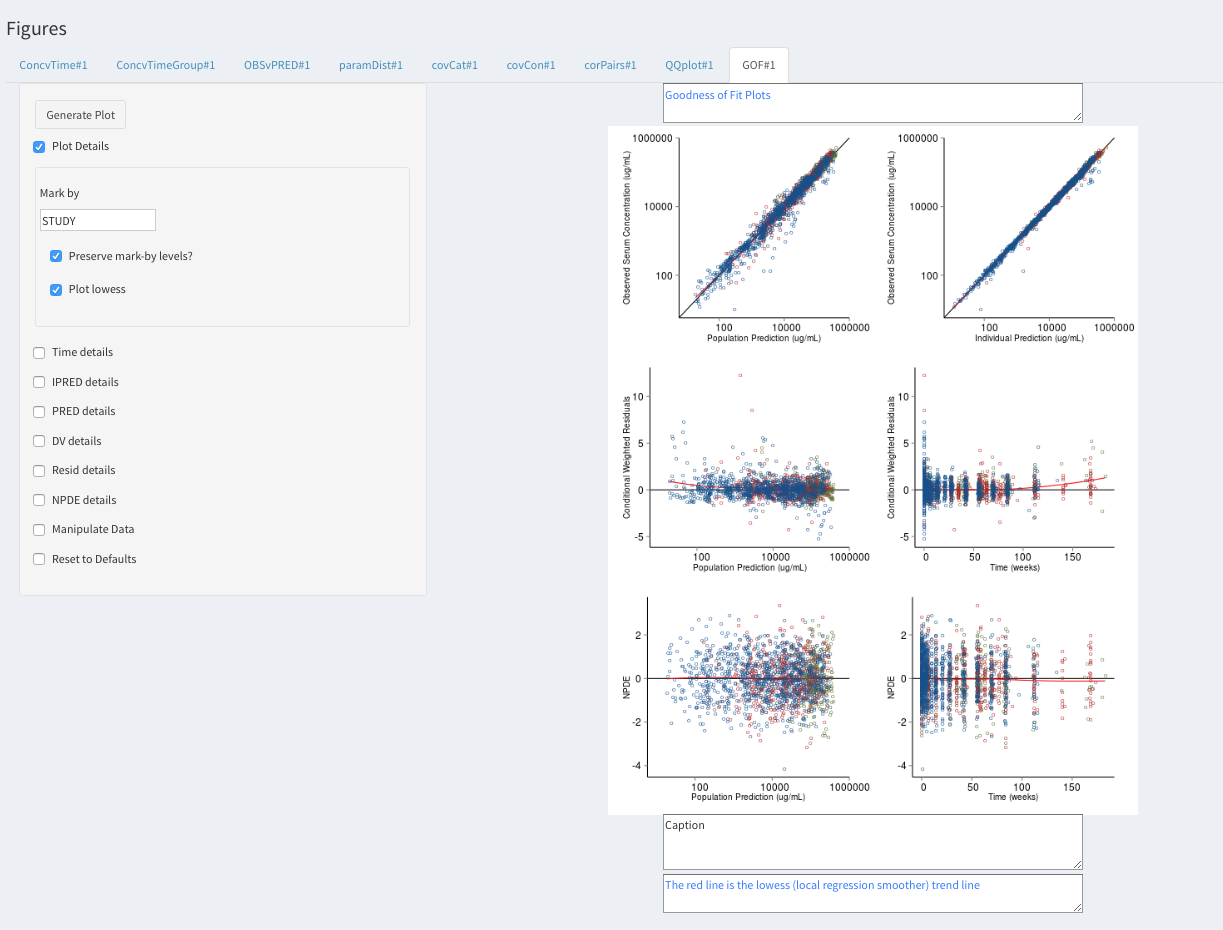 Figures
ConcvTime#1 ConcvTimeGroup#1 OBSvPRED#1 paramDist#1 covCat#1 covCon#1 corPairs#1 QQplot#1 GOF#1
Generate Plot
Plot Details
Mark by
STUDY
Preserve mark-by levels?
Plot lowess
Time details
IPRED details
PRED details
DV details
Resid details
NPDE details
Manipulate Data
Reset to Defaults
Goodness of Fit Plots
Observed Serum Concentration (ug/mL)
1000000
10000
100
100 10000 1000000
Population Prediction (ug/mL)
Observed Serum Concentration (ug/mL)
1000000
10000
100
100 10000 1000000
Individual Prediction (ug/mL)
Conditional Weighted Residuals
10
5
0
-5
100 10000 1000000
Population Prediction (ug/mL)
Conditional Weighted Residuals
10
5
0
-5
0 50 100 150
Time (weeks)
NPDE
2
0
-2
-4
100 10000 1000000
Population Prediction (ug/mL)
NPDE
2
0
-2
-4
0 50 100 150
Time (weeks)
Caption
The red line is the lowess (local regression smoother) trend line